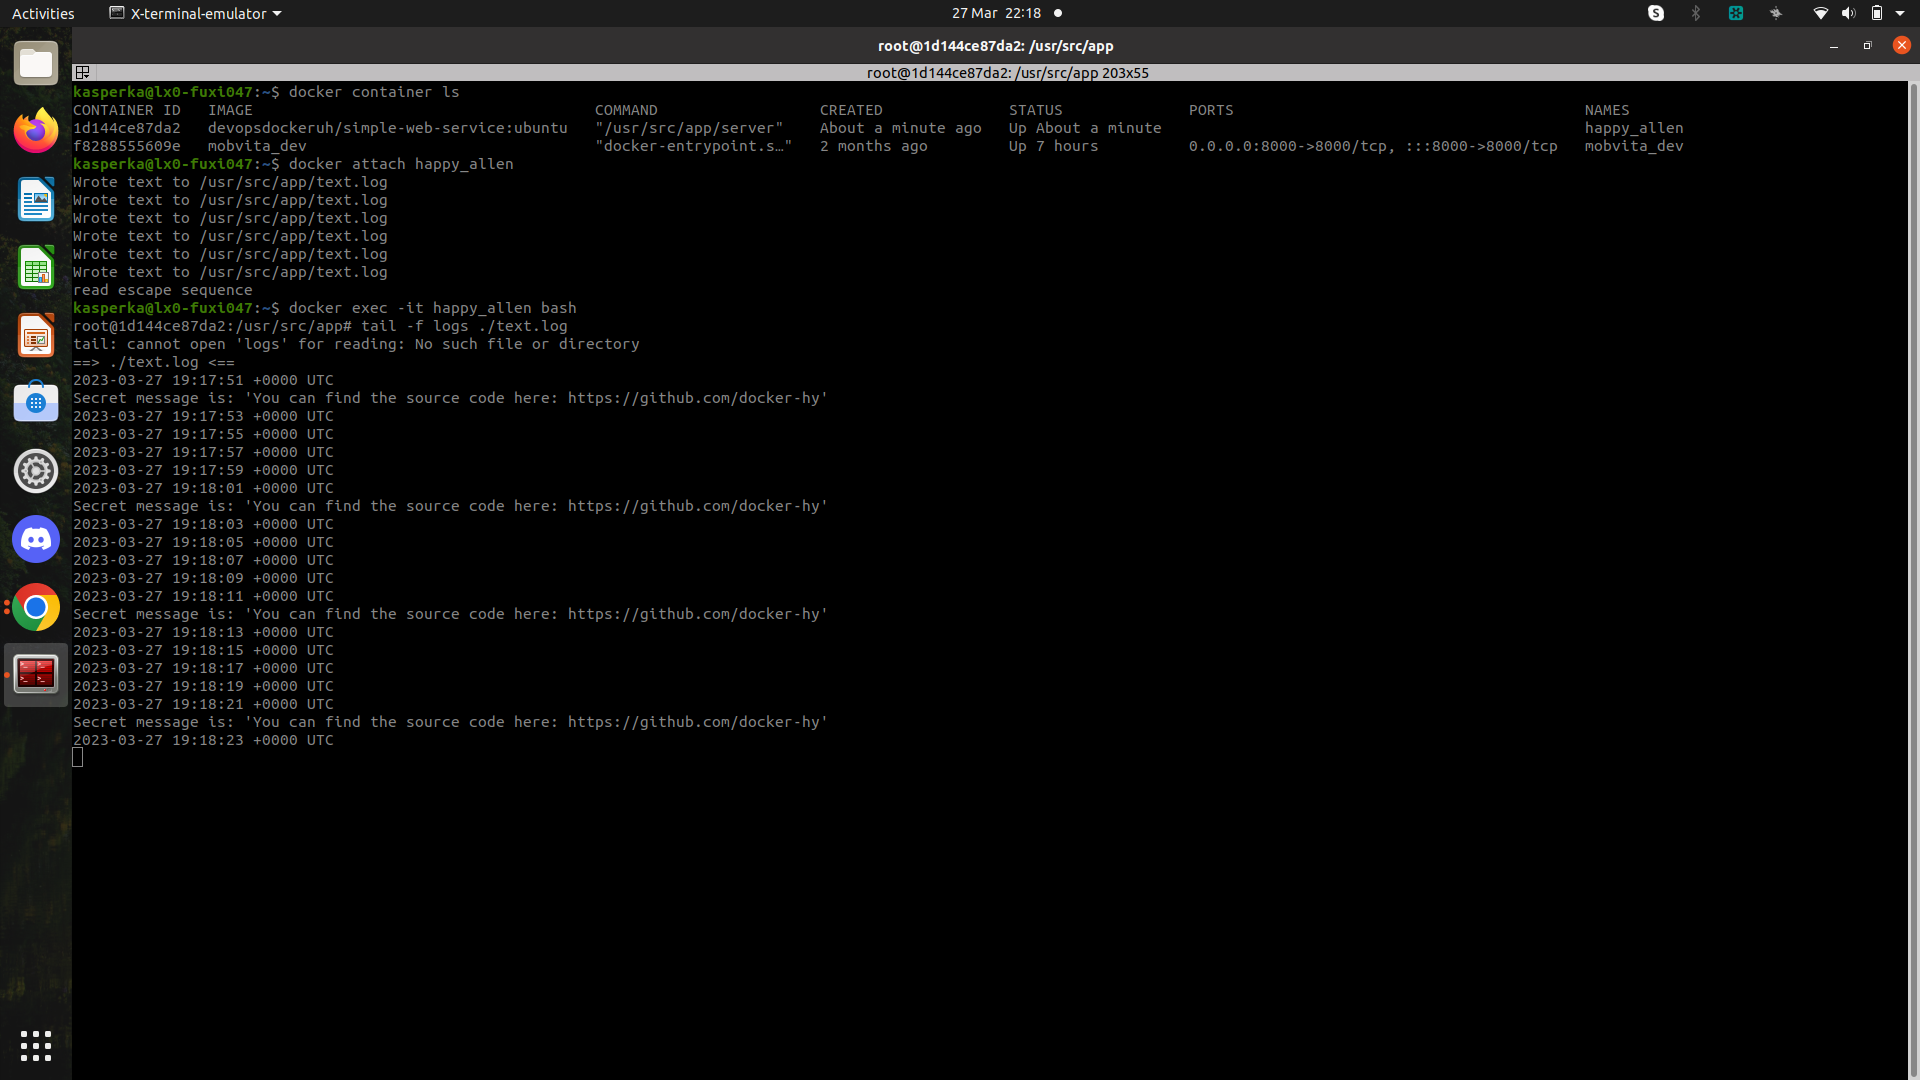 Activities X-terminal-emulator 27 Mar 22:18
root@1d144ce87da2: /usr/src/app
root@1d144ce87da2: /usr/src/app 203x55
kasperka@lx0-fuxi047:~$ docker container ls
CONTAINER ID   IMAGE                                      COMMAND                  CREATED              STATUS              PORTS                                       NAMES
1d144ce87da2   devopsdockeruh/simple-web-service:ubuntu   "/usr/src/app/server"    About a minute ago   Up About a minute                                               happy_allen
f8288555609e   mobvita_dev                                "docker-entrypoint.s…"   2 months ago         Up 7 hours          0.0.0.0:8000->8000/tcp, :::8000->8000/tcp   mobvita_dev
kasperka@lx0-fuxi047:~$ docker attach happy_allen
Wrote text to /usr/src/app/text.log
Wrote text to /usr/src/app/text.log
Wrote text to /usr/src/app/text.log
Wrote text to /usr/src/app/text.log
Wrote text to /usr/src/app/text.log
Wrote text to /usr/src/app/text.log
read escape sequence
kasperka@lx0-fuxi047:~$ docker exec -it happy_allen bash
root@1d144ce87da2:/usr/src/app# tail -f logs ./text.log
tail: cannot open 'logs' for reading: No such file or directory
==> ./text.log <==
2023-03-27 19:17:51 +0000 UTC
Secret message is: 'You can find the source code here: https://github.com/docker-hy'
2023-03-27 19:17:53 +0000 UTC
2023-03-27 19:17:55 +0000 UTC
2023-03-27 19:17:57 +0000 UTC
2023-03-27 19:17:59 +0000 UTC
2023-03-27 19:18:01 +0000 UTC
Secret message is: 'You can find the source code here: https://github.com/docker-hy'
2023-03-27 19:18:03 +0000 UTC
2023-03-27 19:18:05 +0000 UTC
2023-03-27 19:18:07 +0000 UTC
2023-03-27 19:18:09 +0000 UTC
2023-03-27 19:18:11 +0000 UTC
Secret message is: 'You can find the source code here: https://github.com/docker-hy'
2023-03-27 19:18:13 +0000 UTC
2023-03-27 19:18:15 +0000 UTC
2023-03-27 19:18:17 +0000 UTC
2023-03-27 19:18:19 +0000 UTC
2023-03-27 19:18:21 +0000 UTC
Secret message is: 'You can find the source code here: https://github.com/docker-hy'
2023-03-27 19:18:23 +0000 UTC